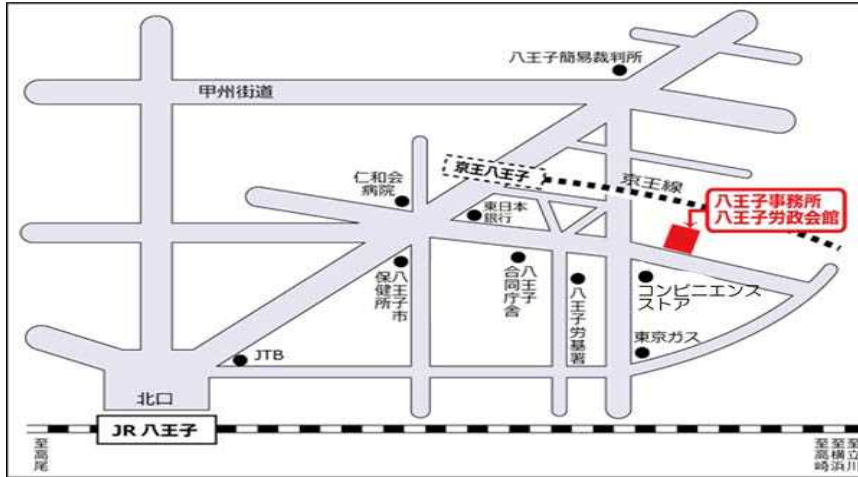 八王子簡易裁判所
甲州街道
京王八王子
京王線
仁和会
病院
東日本
銀行
八王子事務所
八王子労政会館
八王子市
保健所
八王子
合同庁舎
八王子労基署
コンビニエンス
ストア
東京ガス
JTB
北口
JR 八王子
至高尾
至高崎
至横浜
至立川